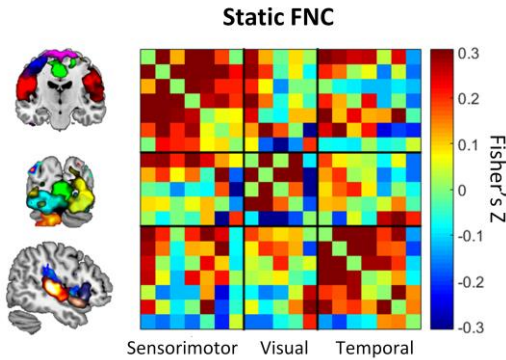 Static FNC
0.3
0.2
0.1
0
-0.1
-0.2
-0.3
Fisher's Z
Sensorimotor Visual Temporal